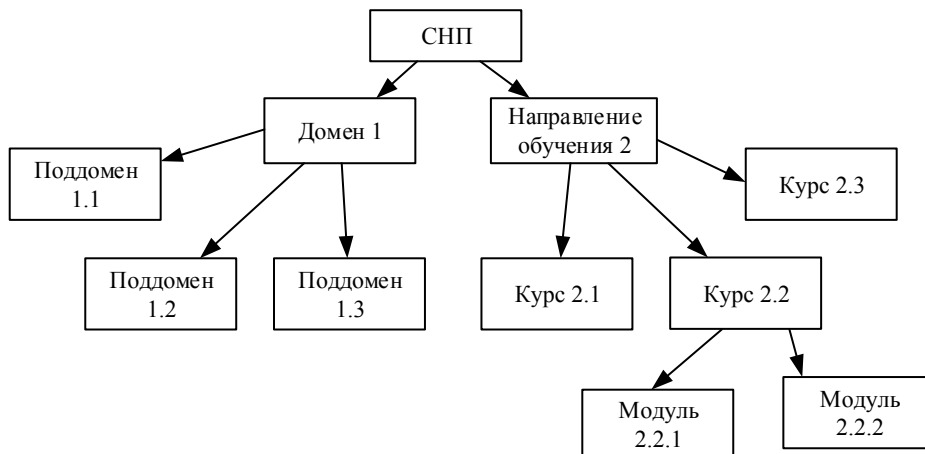 СНП
Домен 1
Направление
обучения 2
Поддомен
1.1
Курс 2.3
Поддомен
1.2
Поддомен
1.3
Курс 2.1
Курс 2.2
Модуль
2.2.1
Модуль
2.2.2